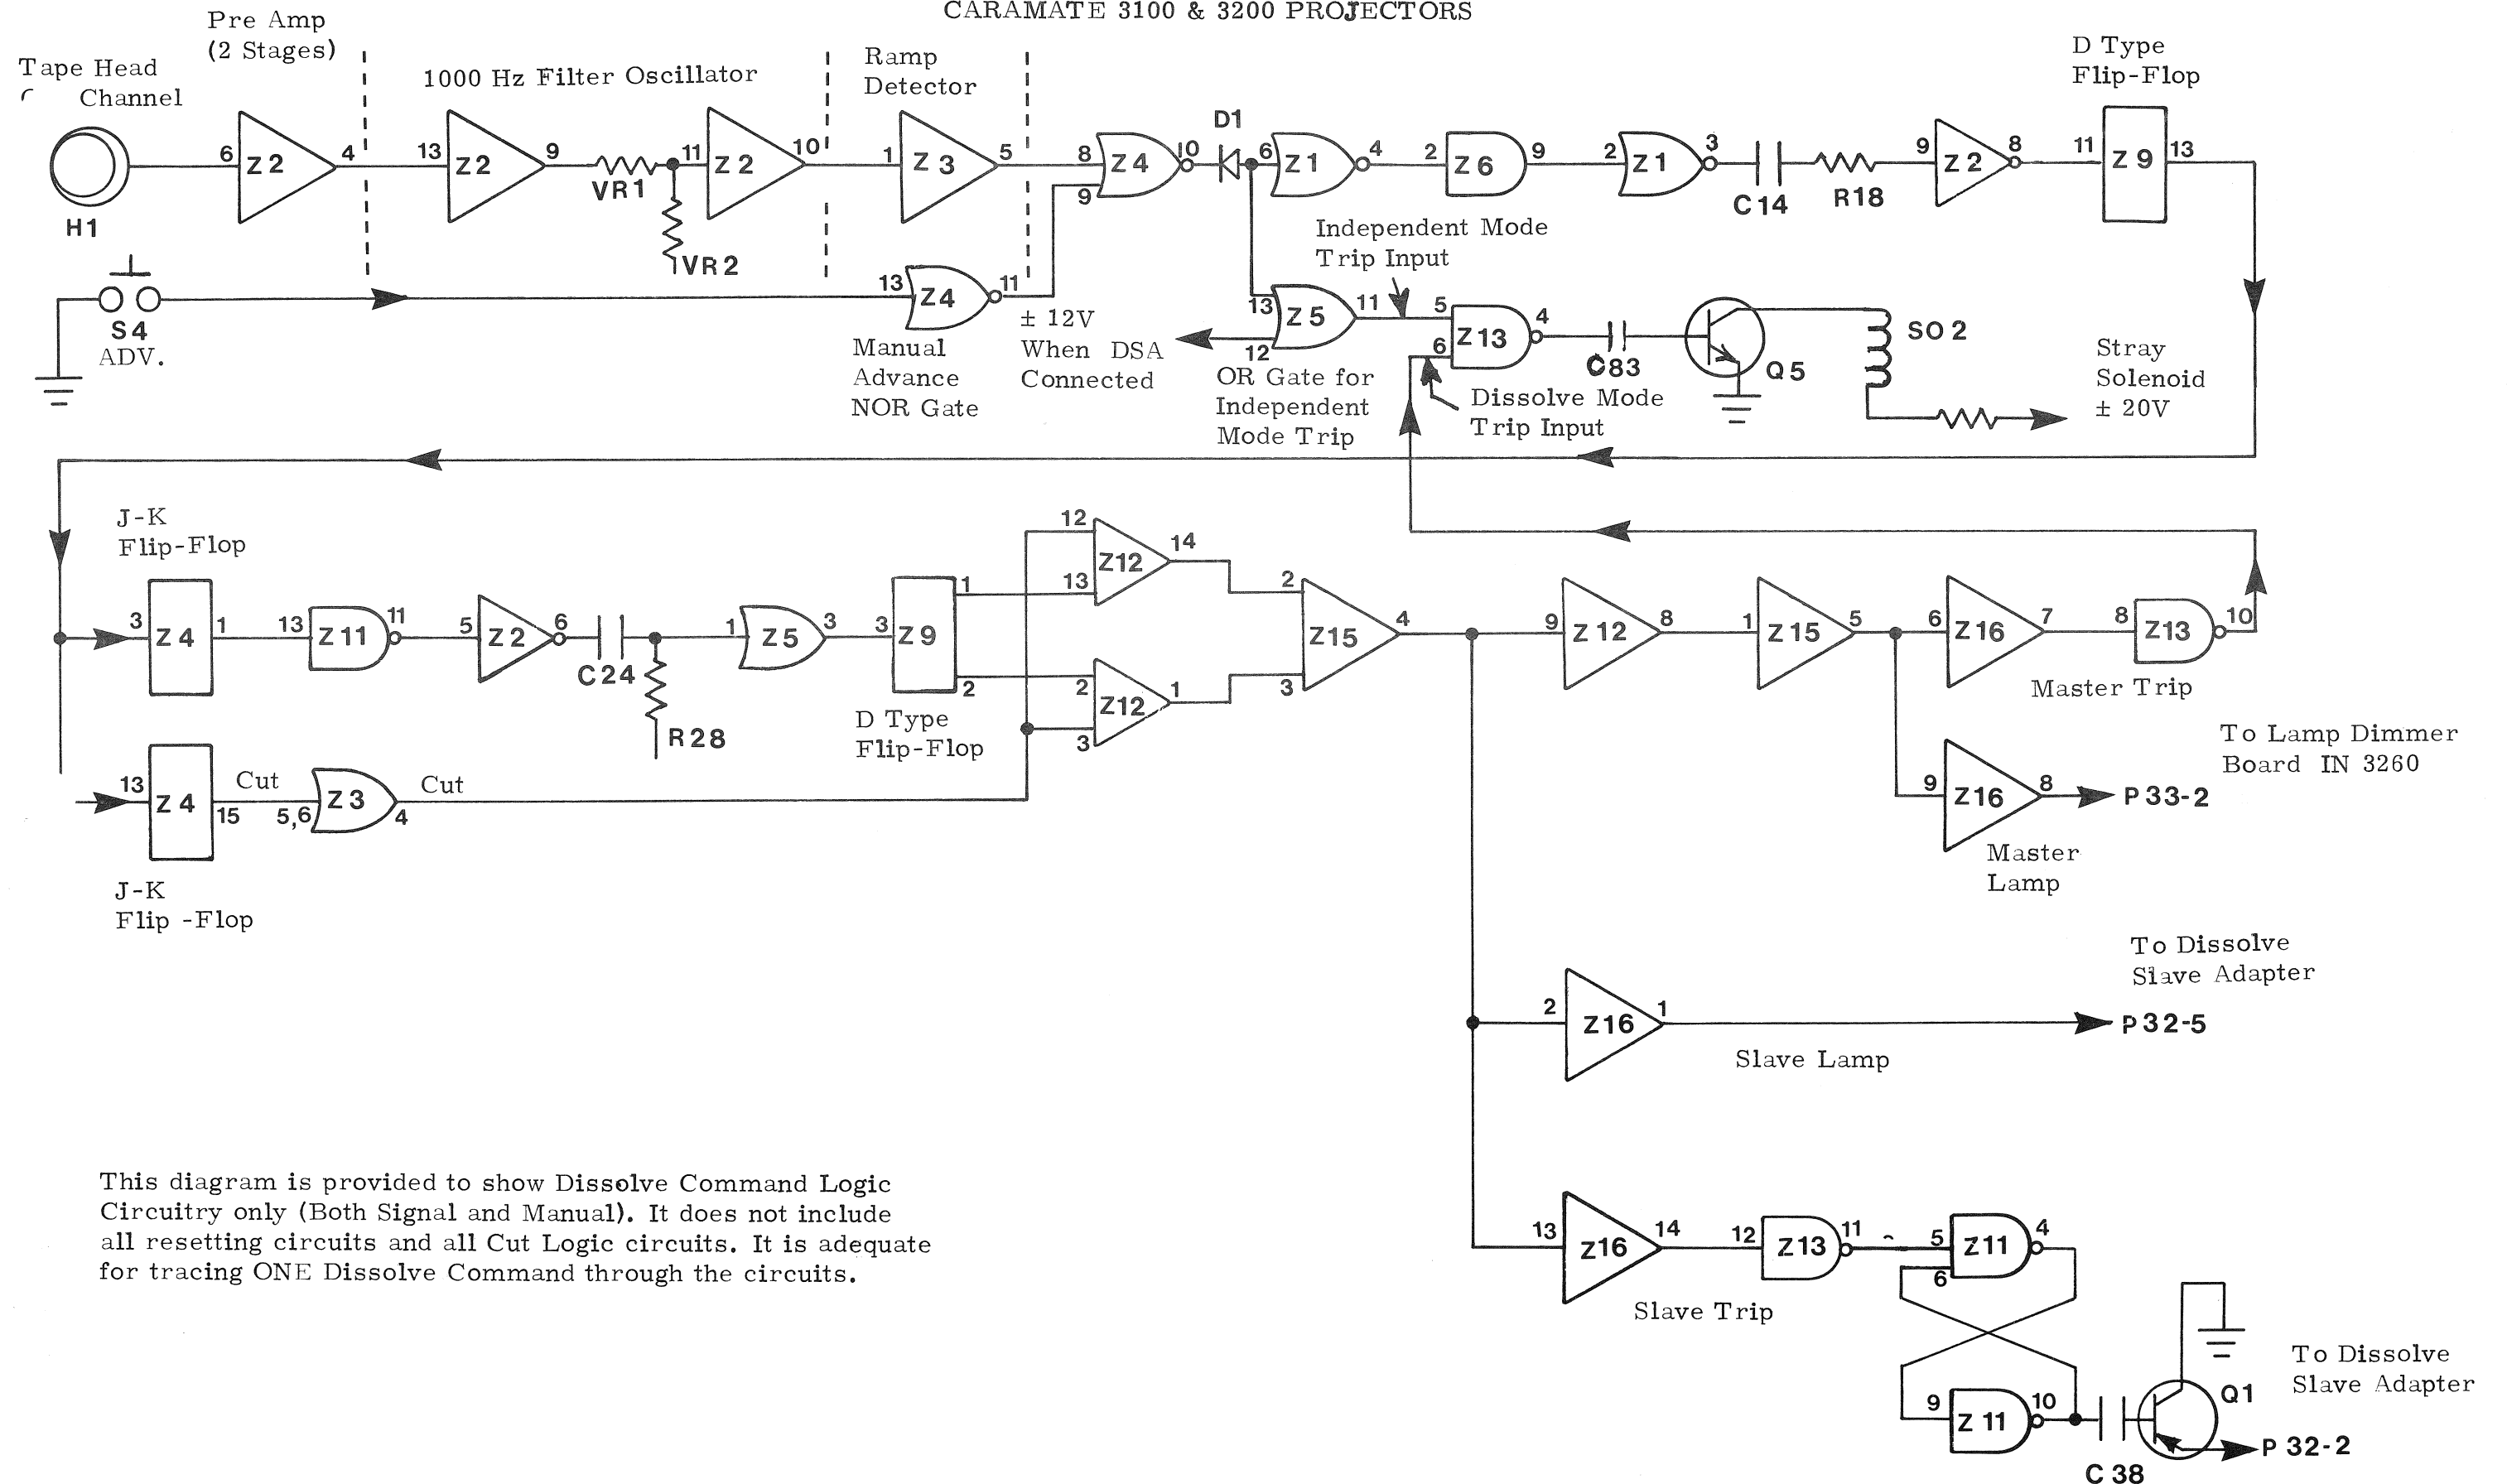 CARAMATE 3100 & 3200 PROJECTORS
Pre Amp
(2 Stages)
Tape Head
Channel
1000 Hz Filter Oscillator
Ramp
Detector
D Type
Flip-Flop
H1
6 Z2 4
13 Z2 9
VR1
VR2
11 Z2 10
1 Z3 5
8 Z4 10
9
D1
6 Z1 4
2 Z6 9
2 Z1 3
C14
R18
9 Z2 8
11 Z9 13
S4
ADV.
13 Z4 11
Manual
Advance
NOR Gate
± 12V
When DSA
Connected
13 Z5 11
12
OR Gate for
Independent
Mode Trip
Independent Mode
Trip Input
5 Z13 4
6
Dissolve Mode
Trip Input
C83
Q5
SO2
Stray
Solenoid
± 20V
J-K
Flip-Flop
3 Z4 1
13 Z11 11
5 Z2 6
C24
R28
1 Z5 3
3 Z9 1
2
D Type
Flip-Flop
12 Z12 14
13
2 Z12 1
3
2 Z15 4
3
9 Z12 8
1 Z15 5
6 Z16 7
8 Z13 10
Master Trip
13 Z4 15
Cut
5,6 Z3 4
Cut
J-K
Flip -Flop
To Lamp Dimmer
Board IN 3260
9 Z16 8
P33-2
Master
Lamp
To Dissolve
Slave Adapter
2 Z16 1
P32-5
Slave Lamp
This diagram is provided to show Dissolve Command Logic
Circuitry only (Both Signal and Manual). It does not include
all resetting circuits and all Cut Logic circuits. It is adequate
for tracing ONE Dissolve Command through the circuits.
13 Z16 14
12 Z13 11
5 Z11 4
6
Slave Trip
9 Z11 10
C38
Q1
To Dissolve
Slave Adapter
P32-2